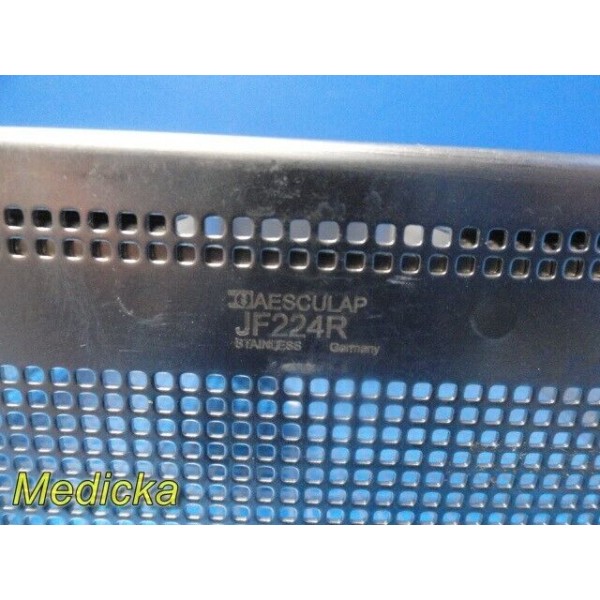 AESCULAP
JF224R
STAINLESS Germany
Medicka